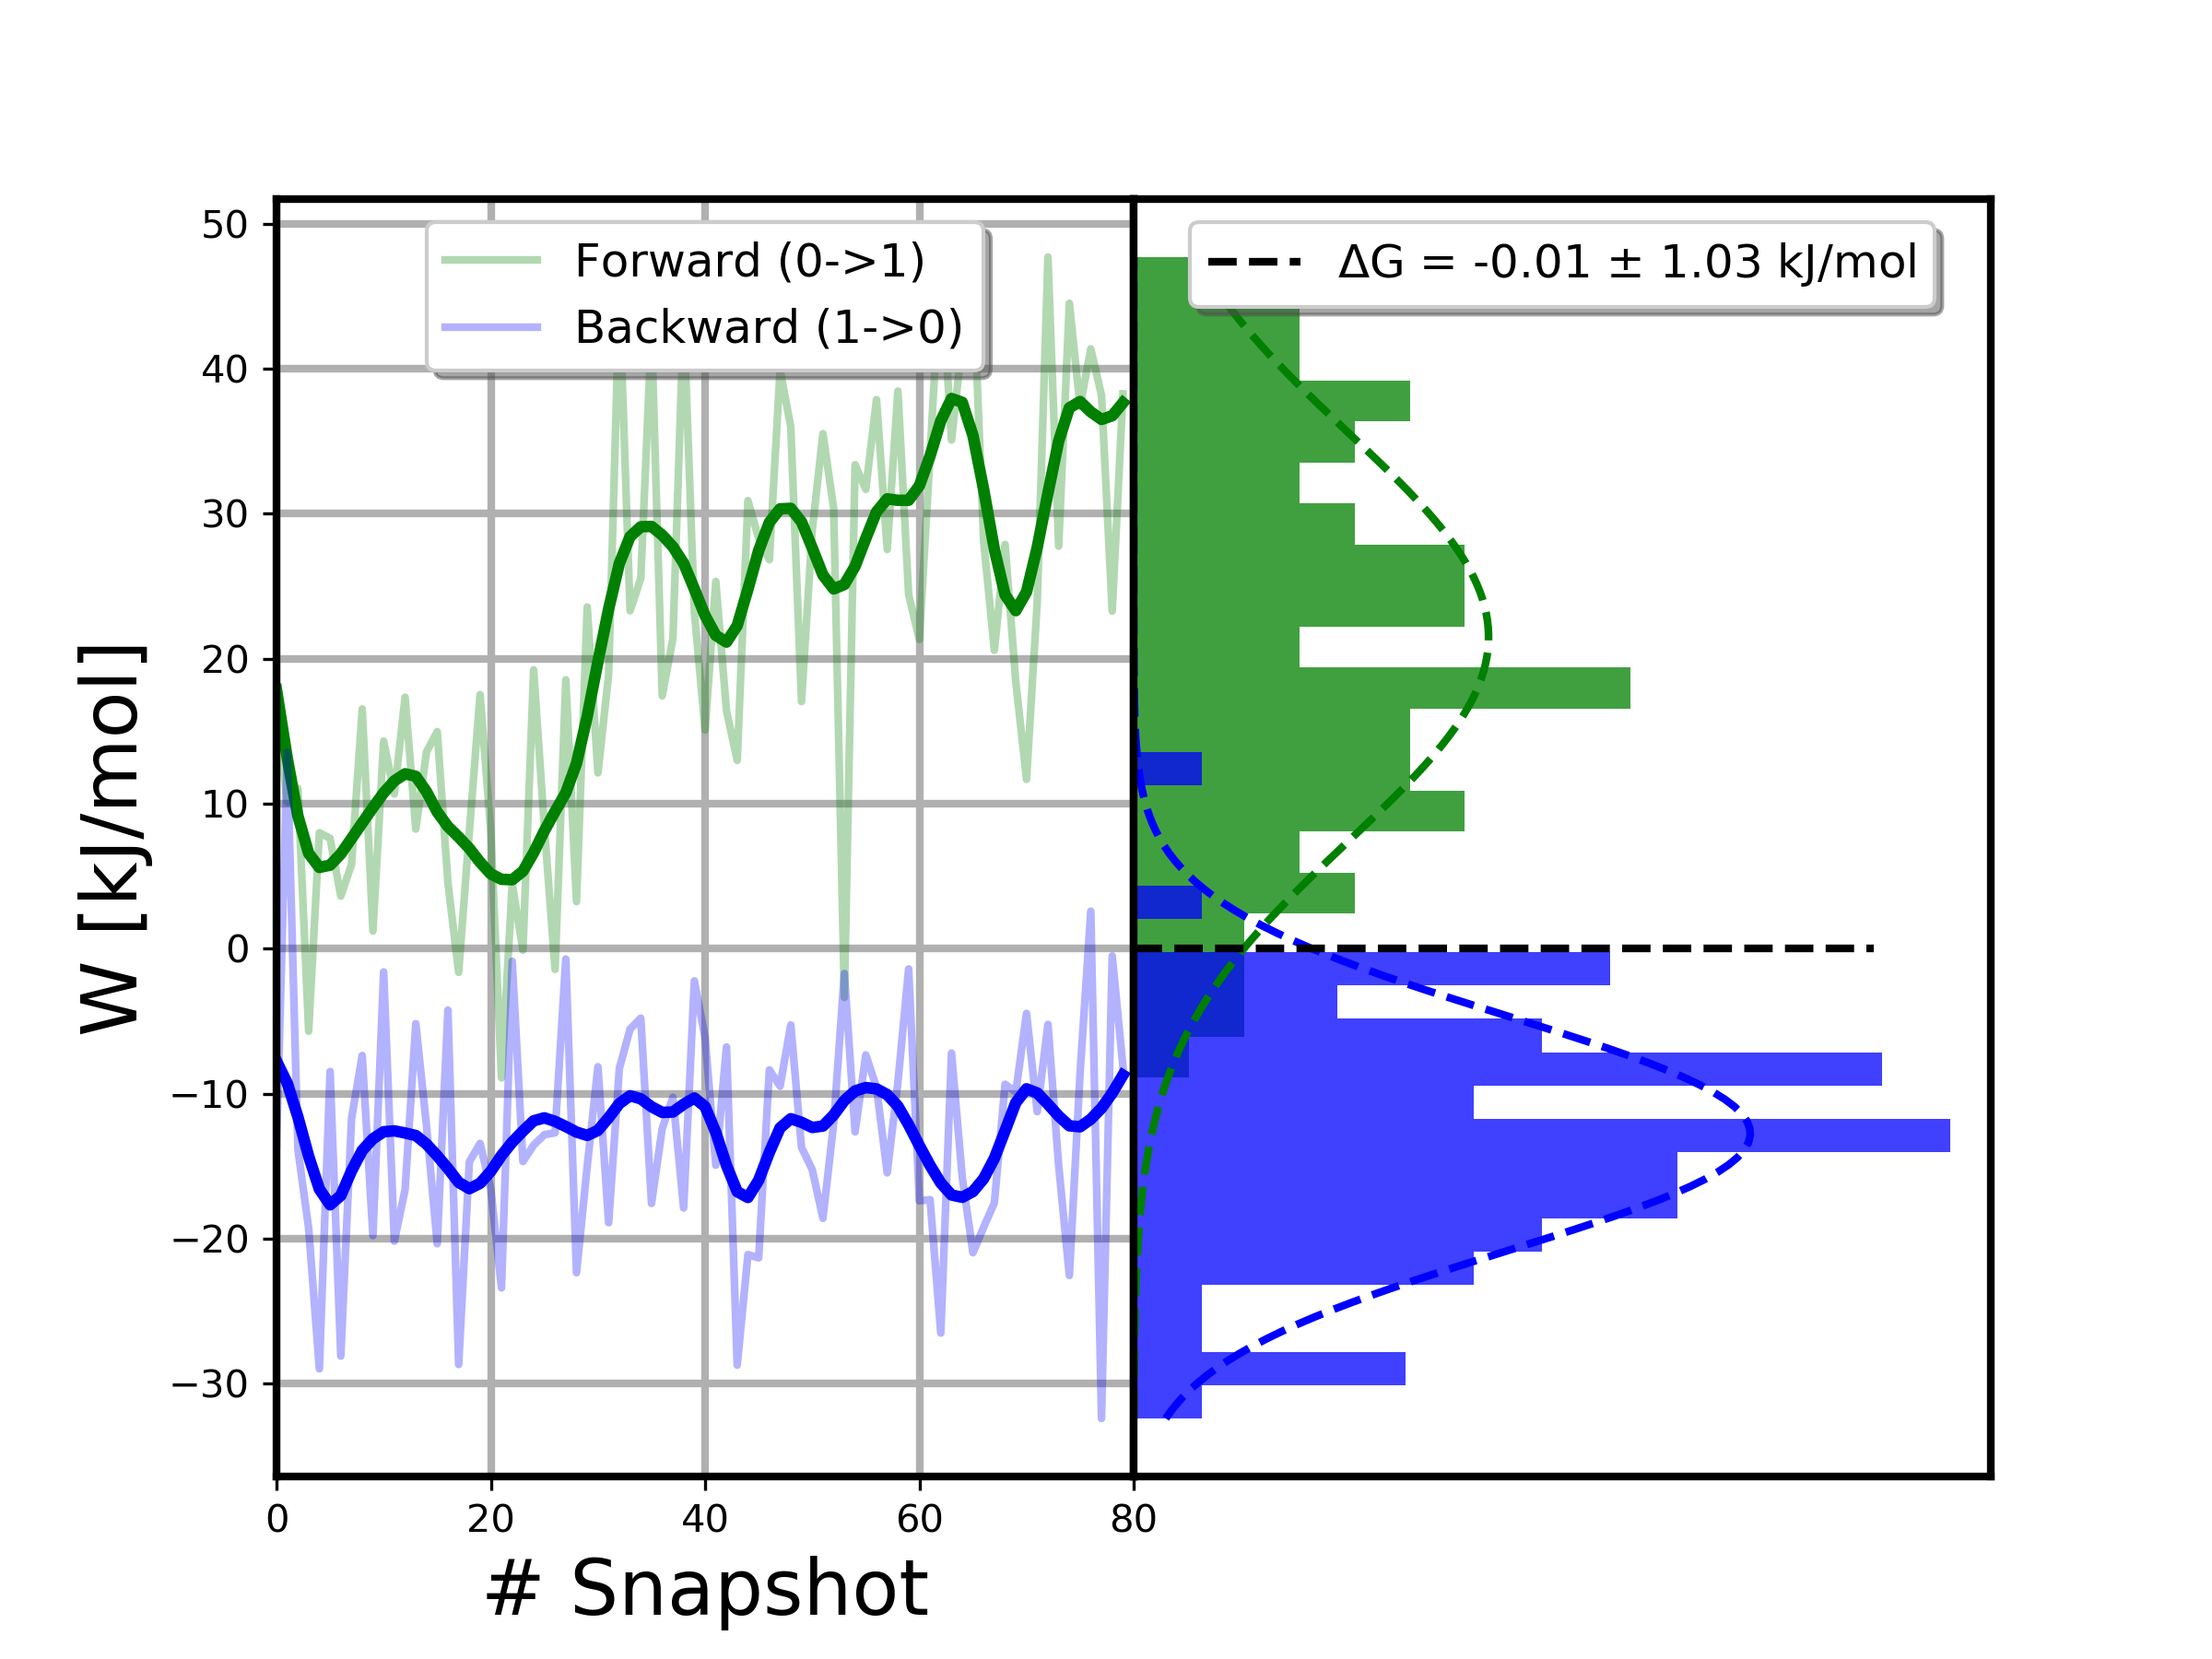 Forward (0->1)
Backward (1->0)
ΔG = -0.01 ± 1.03 kJ/mol
W [kJ/mol]
50
40
30
20
10
0
−10
−20
−30
0 20 40 60 80
# Snapshot